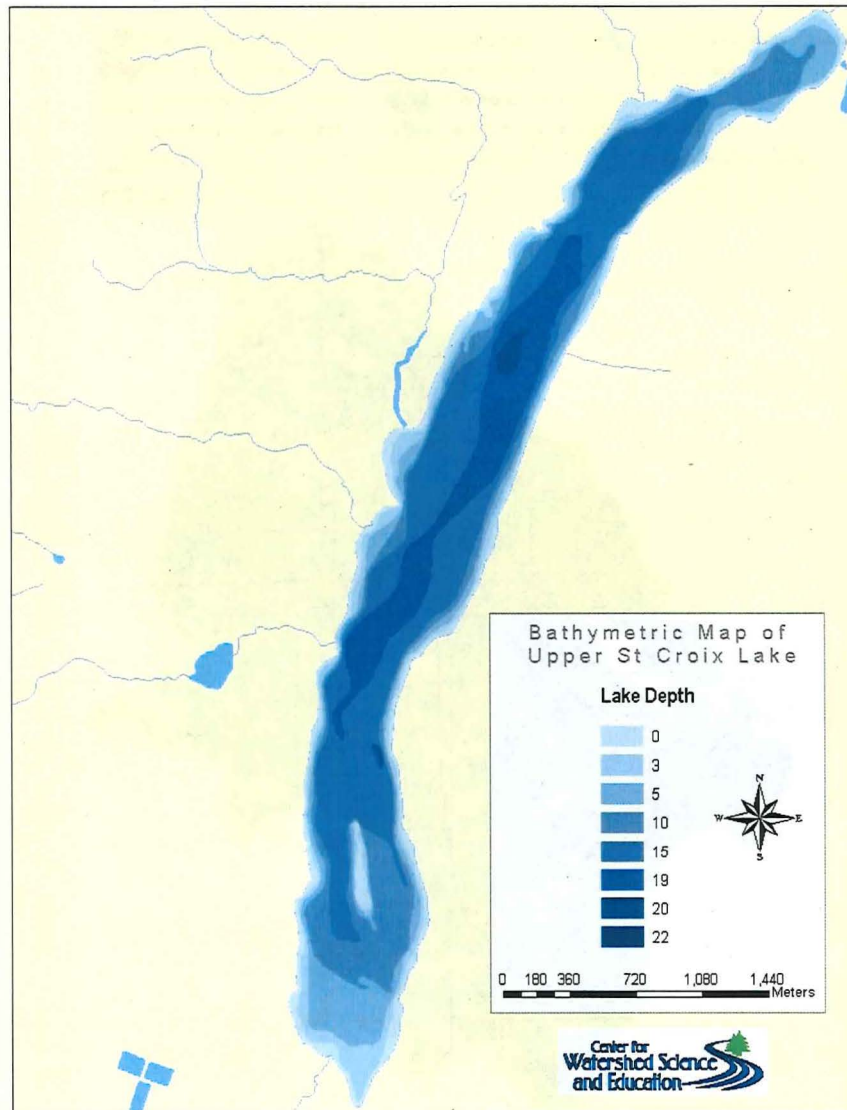 Bathymetric Map of
Upper St Croix Lake
Lake Depth
0
3
5
10
15
19
20
22
N
W E
S
0 180 360 720 1,080 1,440
Meters
Center for
Watershed Science
and Education